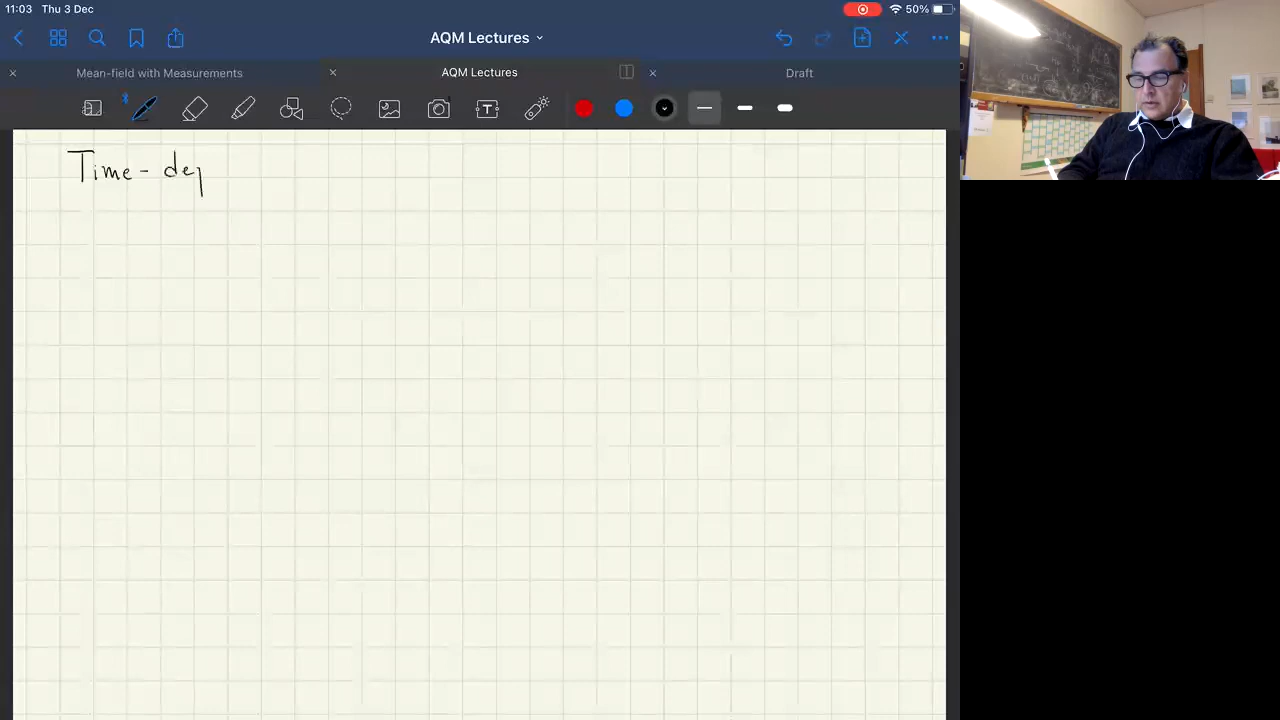 11:03 Thu 3 Dec
50%
AQM Lectures
Mean-field with Measurements
AQM Lectures
Draft
Time-dep